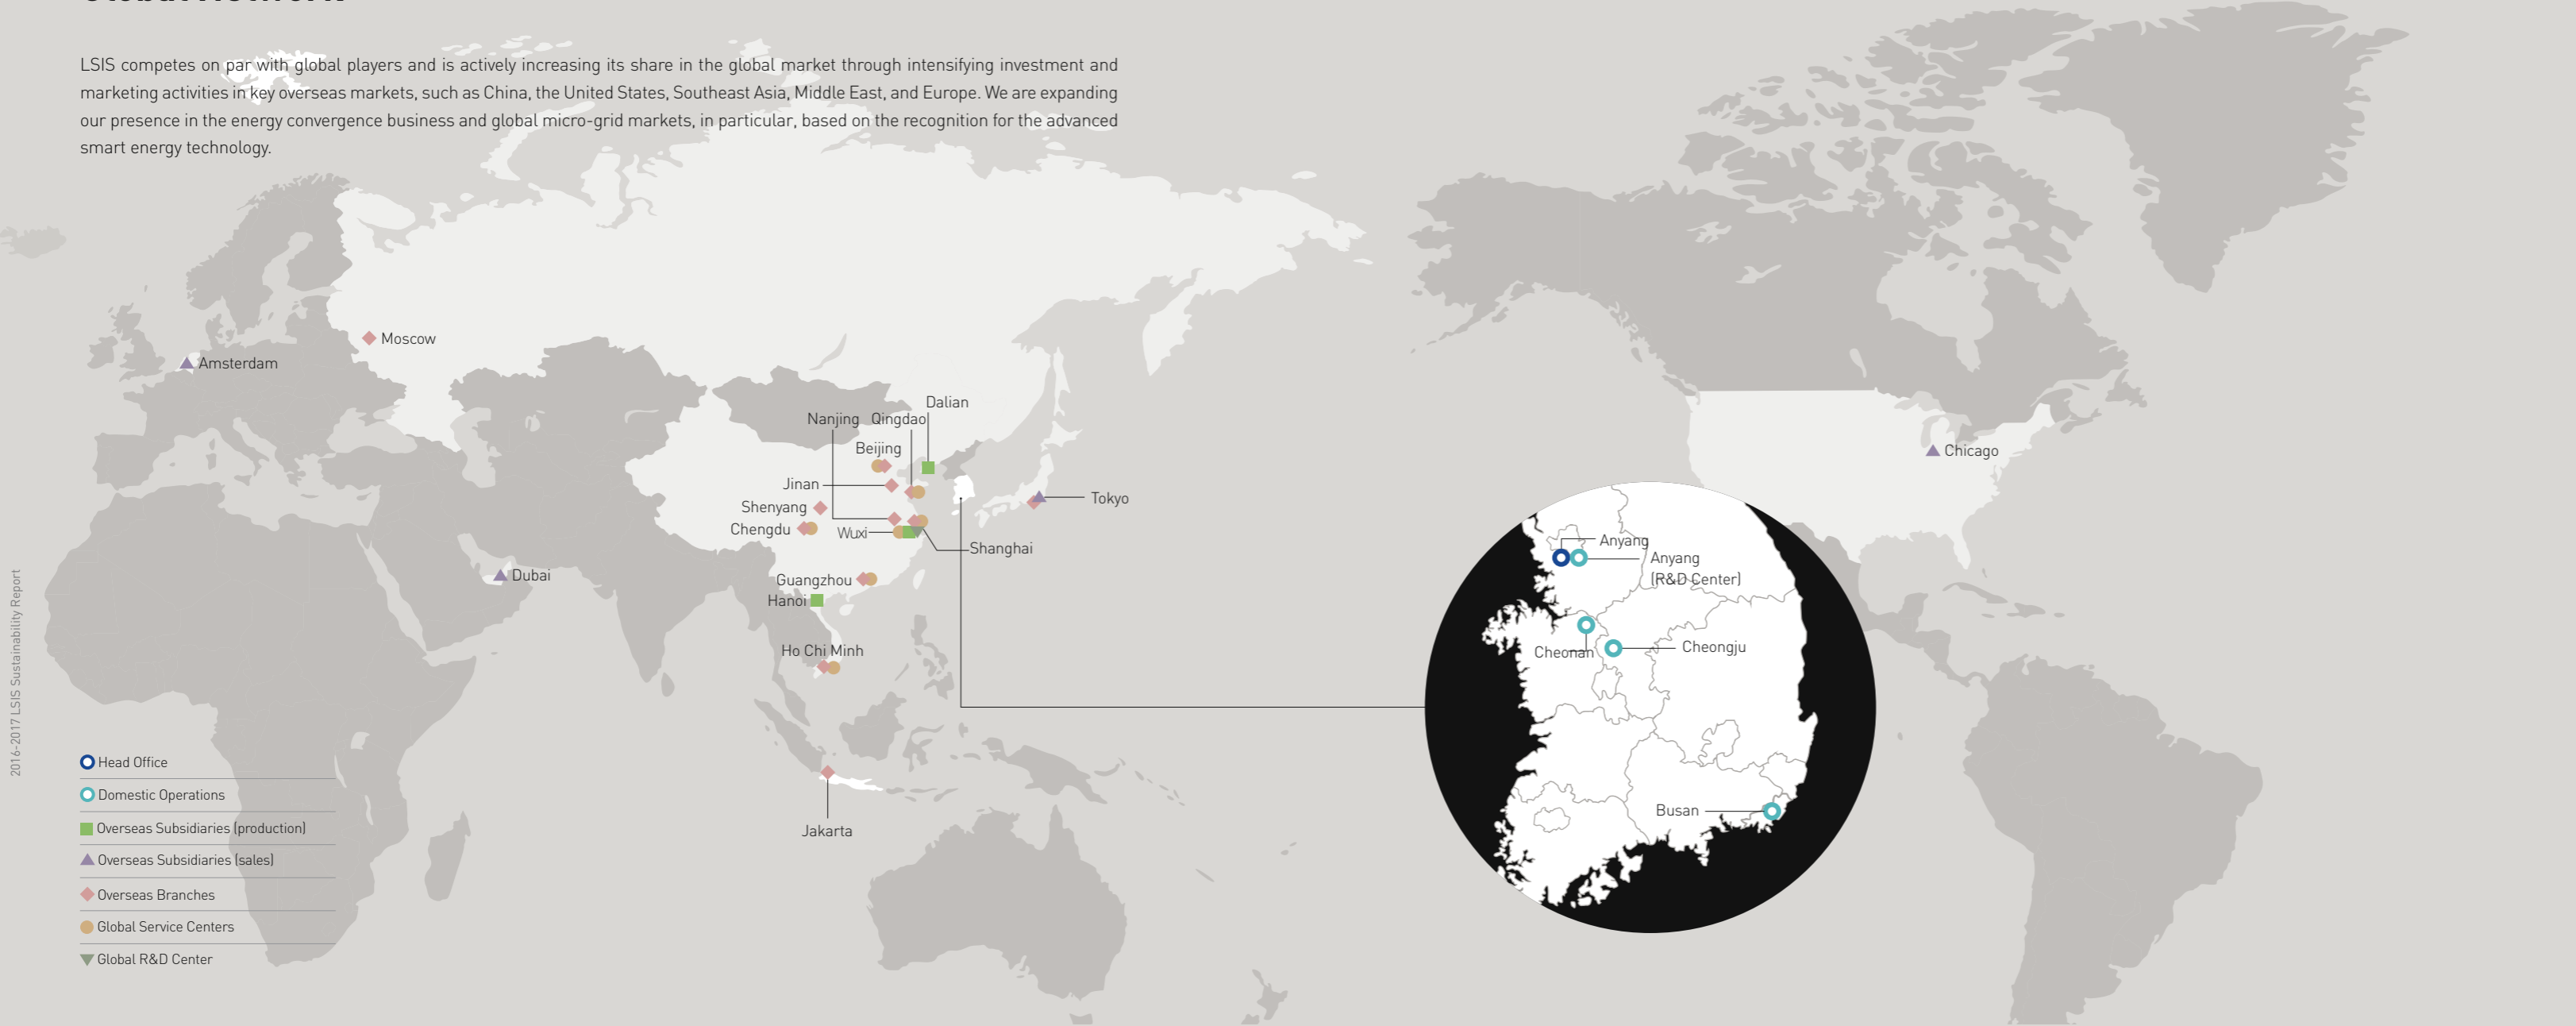 LSIS competes on par with global players and is actively increasing its share in the global market through intensifying investment and
marketing activities in key overseas markets, such as China, the United States, Southeast Asia, Middle East, and Europe. We are expanding
our presence in the energy convergence business and global micro-grid markets, in particular, based on the recognition for the advanced
smart energy technology.
Moscow
Amsterdam
Dalian
Nanjing
Qingdao
Beijing
Chicago
Jinan
Tokyo
Shenyang
Chengdu
Wuxi
Shanghai
Anyang
Anyang
(R&D Center)
Dubai
Guangzhou
Hanoi
Ho Chi Minh
Cheonan
Cheongju
Busan
Jakarta
2016-2017 LSIS Sustainability Report
Head Office
Domestic Operations
Overseas Subsidiaries (production)
Overseas Subsidiaries (sales)
Overseas Branches
Global Service Centers
Global R&D Center